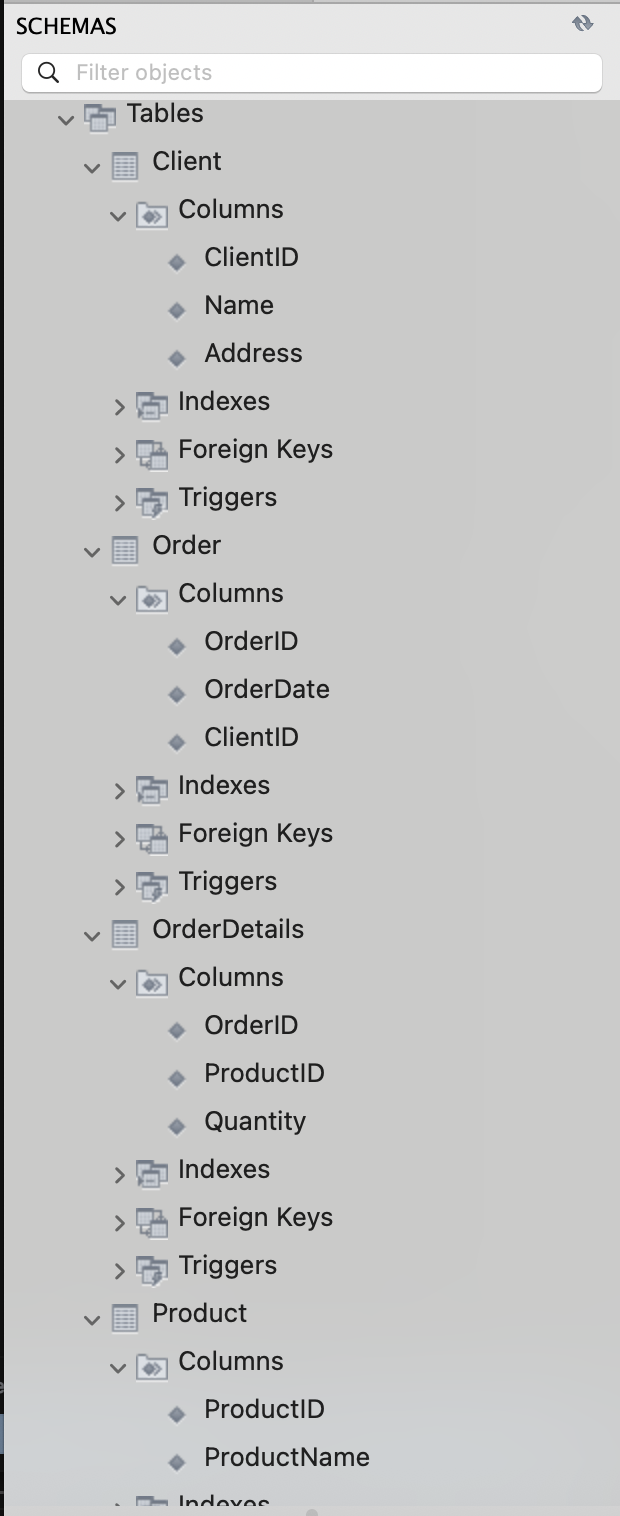 SCHEMAS
Filter objects
Tables
Client
Columns
ClientID
Name
Address
Indexes
Foreign Keys
Triggers
Order
Columns
OrderID
OrderDate
ClientID
Indexes
Foreign Keys
Triggers
OrderDetails
Columns
OrderID
ProductID
Quantity
Indexes
Foreign Keys
Triggers
Product
Columns
ProductID
ProductName
Indexes